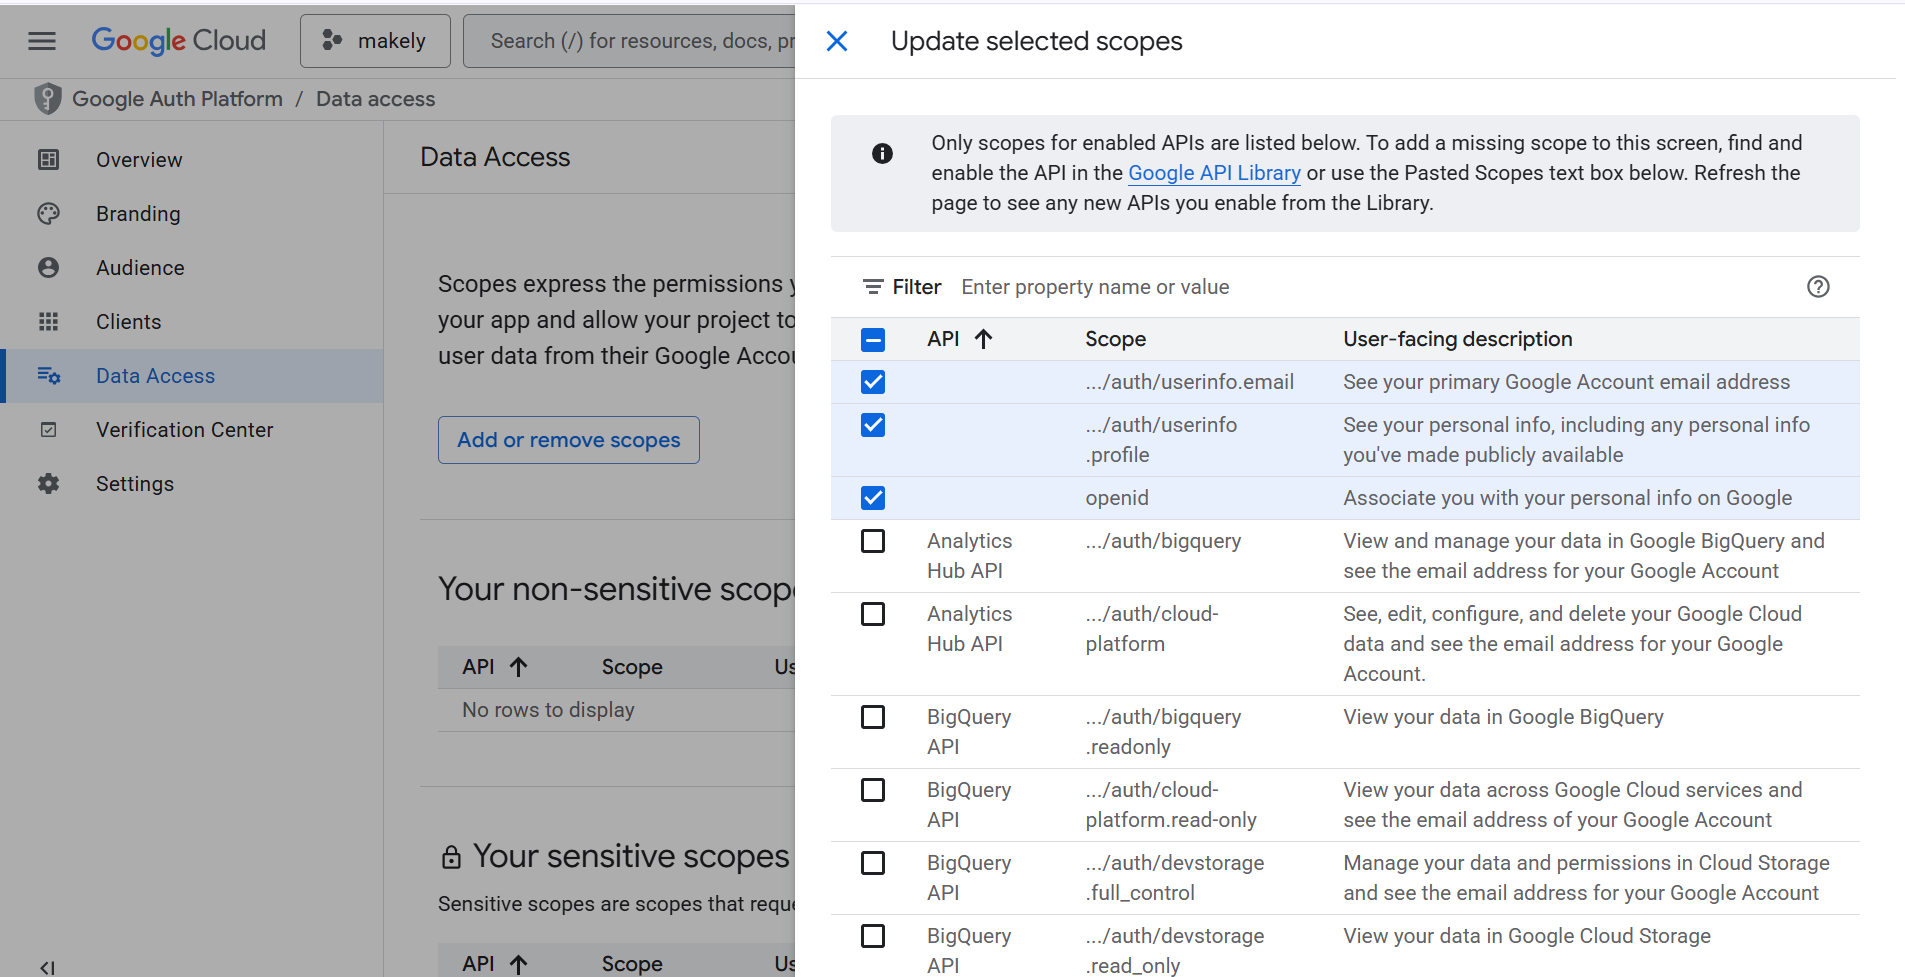 Google Cloud
makely
Search (/) for resources, docs, pr
Google Auth Platform / Data access
Overview
Branding
Audience
Clients
Data Access
Verification Center
Settings
Data Access
Scopes express the permissions y
your app and allow your project to
user data from their Google Accou
Add or remove scopes
Your non-sensitive scope
API Scope Us
No rows to display
Your sensitive scopes
Sensitive scopes are scopes that reque
API Scope Us
Update selected scopes
Only scopes for enabled APIs are listed below. To add a missing scope to this screen, find and
enable the API in the Google API Library or use the Pasted Scopes text box below. Refresh the
page to see any new APIs you enable from the Library.
Filter Enter property name or value
API Scope User-facing description
.../auth/userinfo.email See your primary Google Account email address
.../auth/userinfo See your personal info, including any personal info
.profile you've made publicly available
openid Associate you with your personal info on Google
Analytics .../auth/bigquery View and manage your data in Google BigQuery and
Hub API see the email address for your Google Account
Analytics .../auth/cloud- See, edit, configure, and delete your Google Cloud
Hub API platform data and see the email address for your Google
Account.
BigQuery .../auth/bigquery View your data in Google BigQuery
API .readonly
BigQuery .../auth/cloud- View your data across Google Cloud services and
API platform.read-only see the email address of your Google Account
BigQuery .../auth/devstorage Manage your data and permissions in Cloud Storage
API .full_control and see the email address for your Google Account
BigQuery .../auth/devstorage View your data in Google Cloud Storage
API .read_only